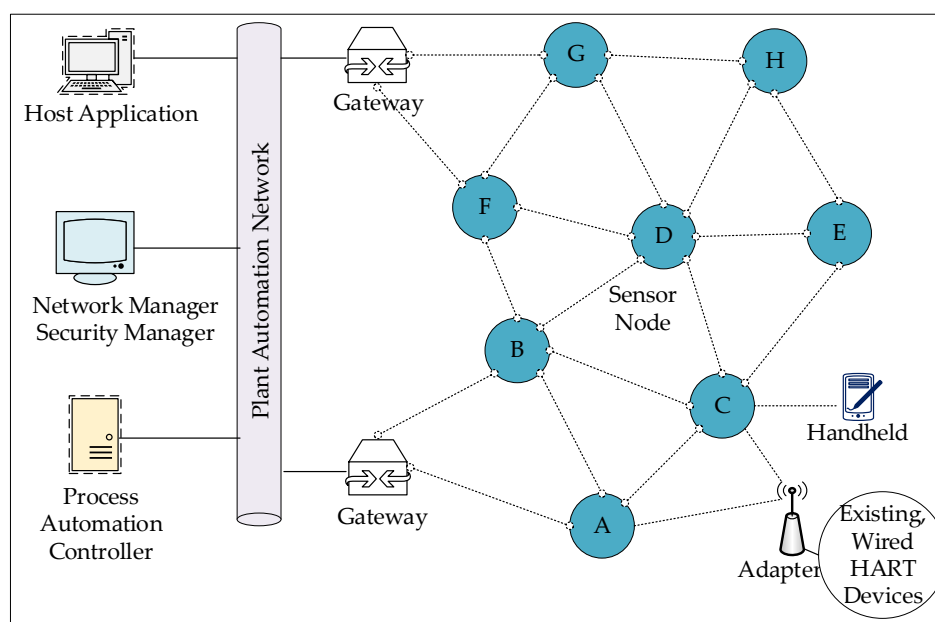 Host Application
Network Manager
Security Manager
Process
Automation
Controller
Plant Automation Network
Gateway
Gateway
G
H
F
D
E
Sensor
Node
B
C
A
Handheld
Adapter
Existing,
Wired
HART
Devices